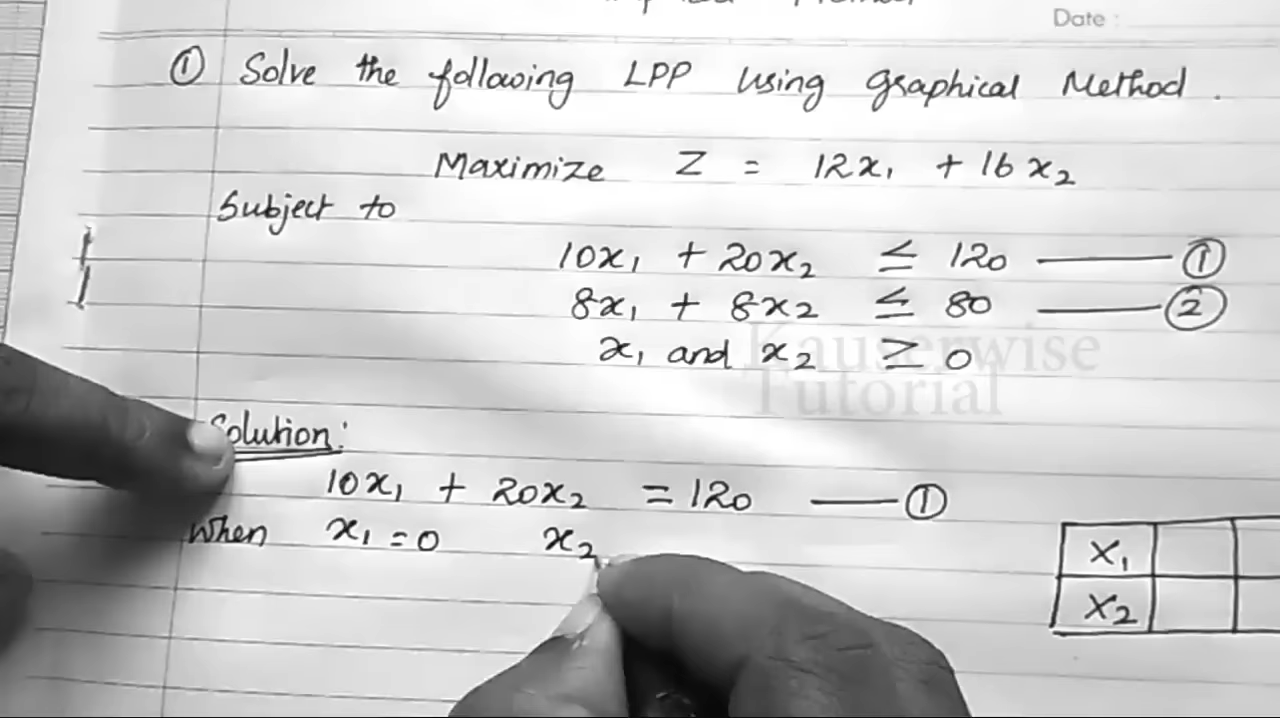 Date :
① Solve the following LPP using graphical Method .
Maximize Z = 12x₁ + 16x₂
Subject to
10x₁ + 20x₂ ≤ 120 —— ①
8x₁ + 8x₂ ≤ 80 —— ②
x₁ and x₂ ≥ 0
Kauserwise
Tutorial
Solution:
10x₁ + 20x₂ = 120 —— ①
When x₁ = 0 x₂
X₁
X₂